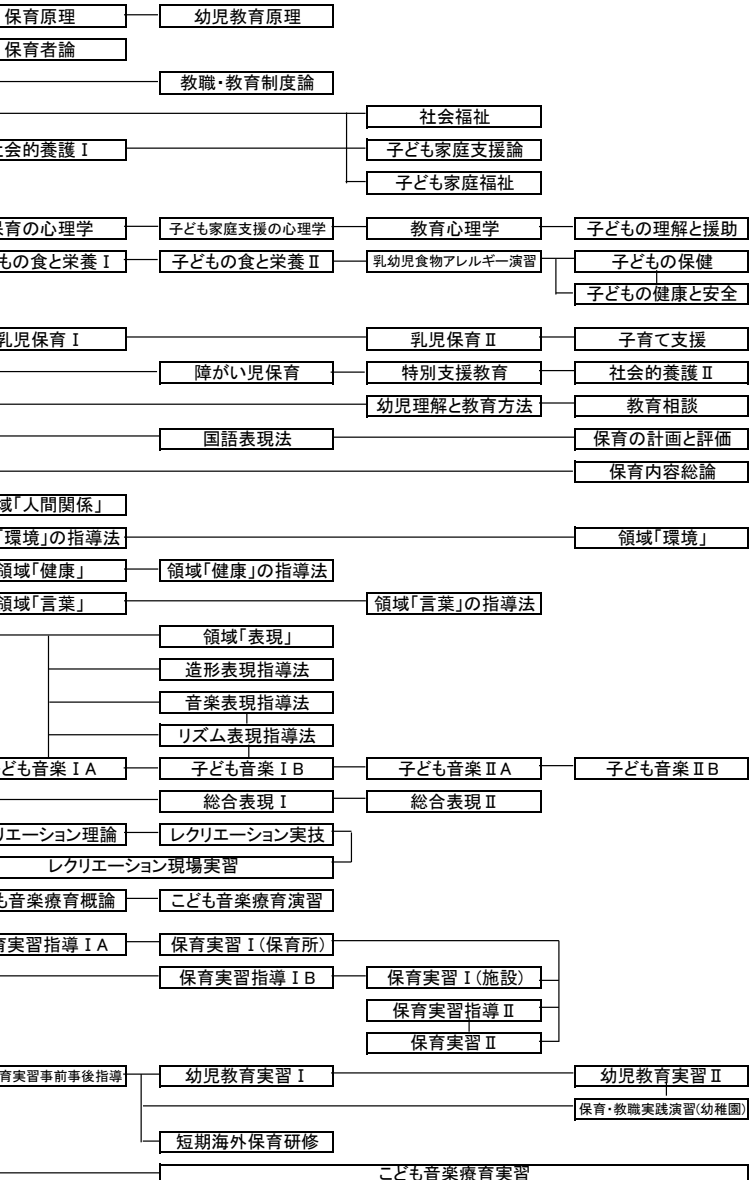 保育原理
幼児教育原理
保育者論
教職・教育制度論
社会福祉
会的養護Ⅰ
子ども家庭支援論
子ども家庭福祉
育の心理学
子ども家庭支援の心理学
教育心理学
子どもの理解と援助
もの食と栄養Ⅰ
子どもの食と栄養Ⅱ
乳幼児食物アレルギー演習
子どもの保健
子どもの健康と安全
乳児保育Ⅰ
乳児保育Ⅱ
子育て支援
障がい児保育
特別支援教育
社会的養護Ⅱ
幼児理解と教育方法
教育相談
国語表現法
保育の計画と評価
保育内容総論
域「人間関係」
「環境」の指導法
領域「環境」
領域「健康」
領域「健康」の指導法
領域「言葉」
領域「言葉」の指導法
領域「表現」
造形表現指導法
音楽表現指導法
リズム表現指導法
ども音楽ⅠA
子ども音楽ⅠB
子ども音楽ⅡA
子ども音楽ⅡB
総合表現Ⅰ
総合表現Ⅱ
リエーション理論
レクリエーション実技
レクリエーション現場実習
も音楽療育概論
こども音楽療育演習
育実習指導ⅠA
保育実習Ⅰ(保育所)
保育実習指導ⅠB
保育実習Ⅰ(施設)
保育実習指導Ⅱ
保育実習Ⅱ
育実習事前事後指導
幼児教育実習Ⅰ
幼児教育実習Ⅱ
保育・教職実践演習(幼稚園)
短期海外保育研修
こども音楽療育実習